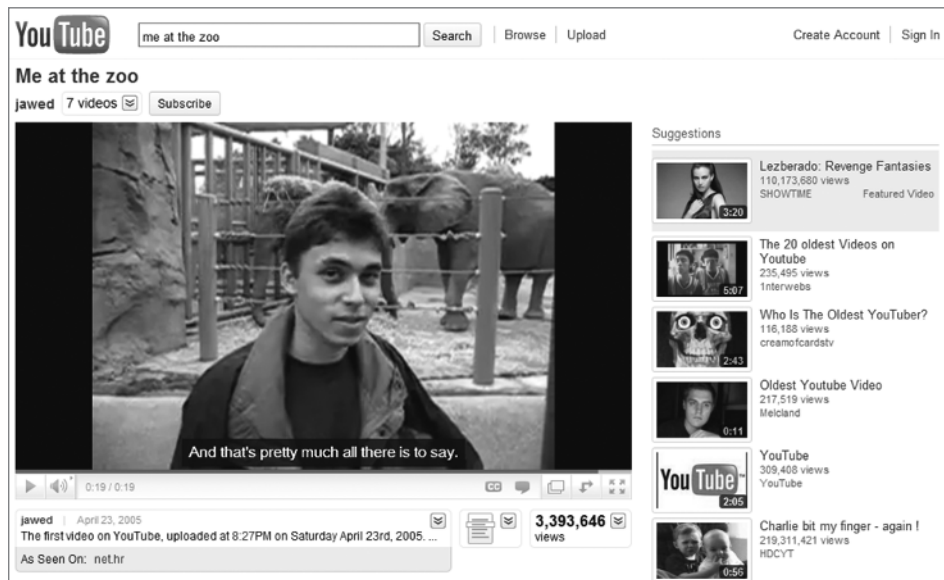 YouTube
me at the zoo
Search
Browse
Upload
Create Account
Sign In
Me at the zoo
jawed
7 videos
Subscribe
And that's pretty much all there is to say.
0:19 / 0:19
CC
jawed | April 23, 2005
The first video on YouTube, uploaded at 8:27PM on Saturday April 23rd, 2005. ...
As Seen On: net.hr
3,393,646
views
Suggestions
3:20
Lezberado: Revenge Fantasies
110,173,680 views
SHOWTIME
Featured Video
5:07
The 20 oldest Videos on
Youtube
235,495 views
1nterwebs
2:43
Who Is The Oldest YouTuber?
116,188 views
creamofcardstv
0:11
Oldest Youtube Video
217,519 views
Melcland
YouTube
2:05
YouTube
309,408 views
YouTube
0:56
Charlie bit my finger - again !
219,311,421 views
HDCYT